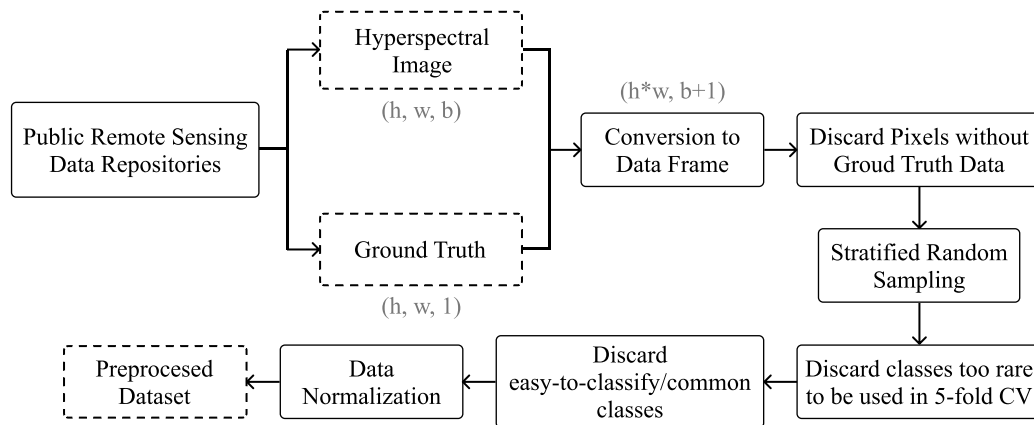 Public Remote Sensing
Data Repositories
Hyperspectral
Image
(h, w, b)
Ground Truth
(h, w, 1)
(h*w, b+1)
Conversion to
Data Frame
Discard Pixels without
Groud Truth Data
Stratified Random
Sampling
Discard classes too rare
to be used in 5-fold CV
Discard
easy-to-classify/common
classes
Data
Normalization
Preprocesed
Dataset